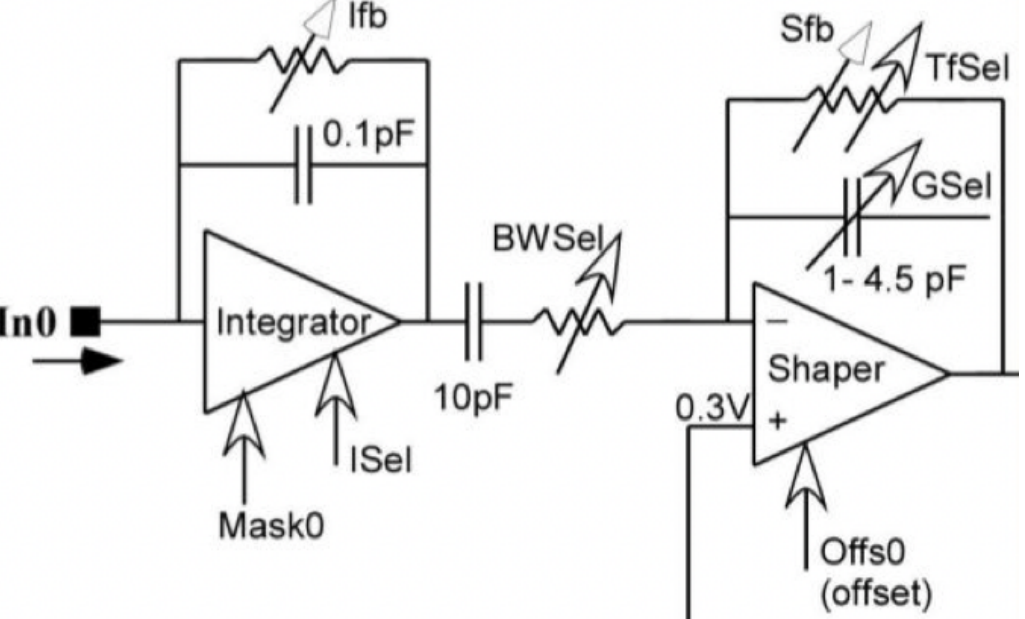 Ifb
Sfb
TfSel
0.1pF
GSel
BWSel
1- 4.5 pF
In0
Integrator
−
Shaper
10pF
0.3V
+
ISel
Mask0
Offs0
(offset)